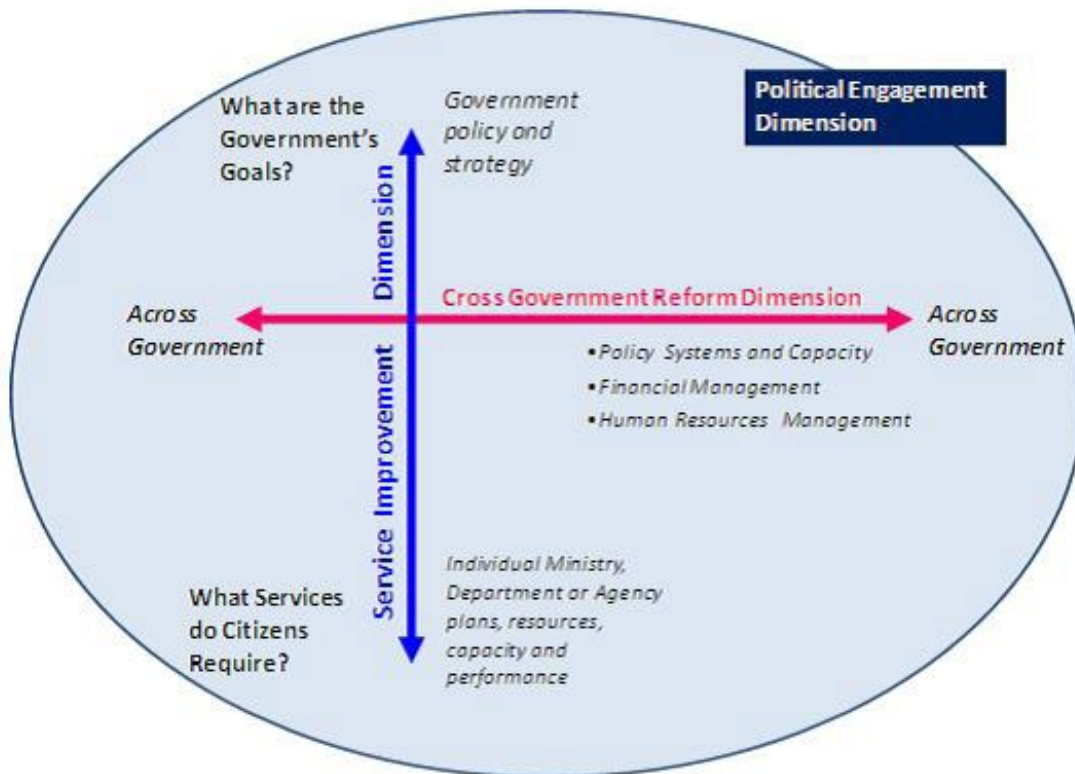 What are the
Government's
Goals?
Government
policy and
strategy
Political Engagement
Dimension
Service Improvement Dimension
Cross Government Reform Dimension
Across
Government
Across
Government
•Policy Systems and Capacity
•Financial Management
•Human Resources Management
What Services
do Citizens
Require?
Individual Ministry,
Department or Agency
plans, resources,
capacity and
performance